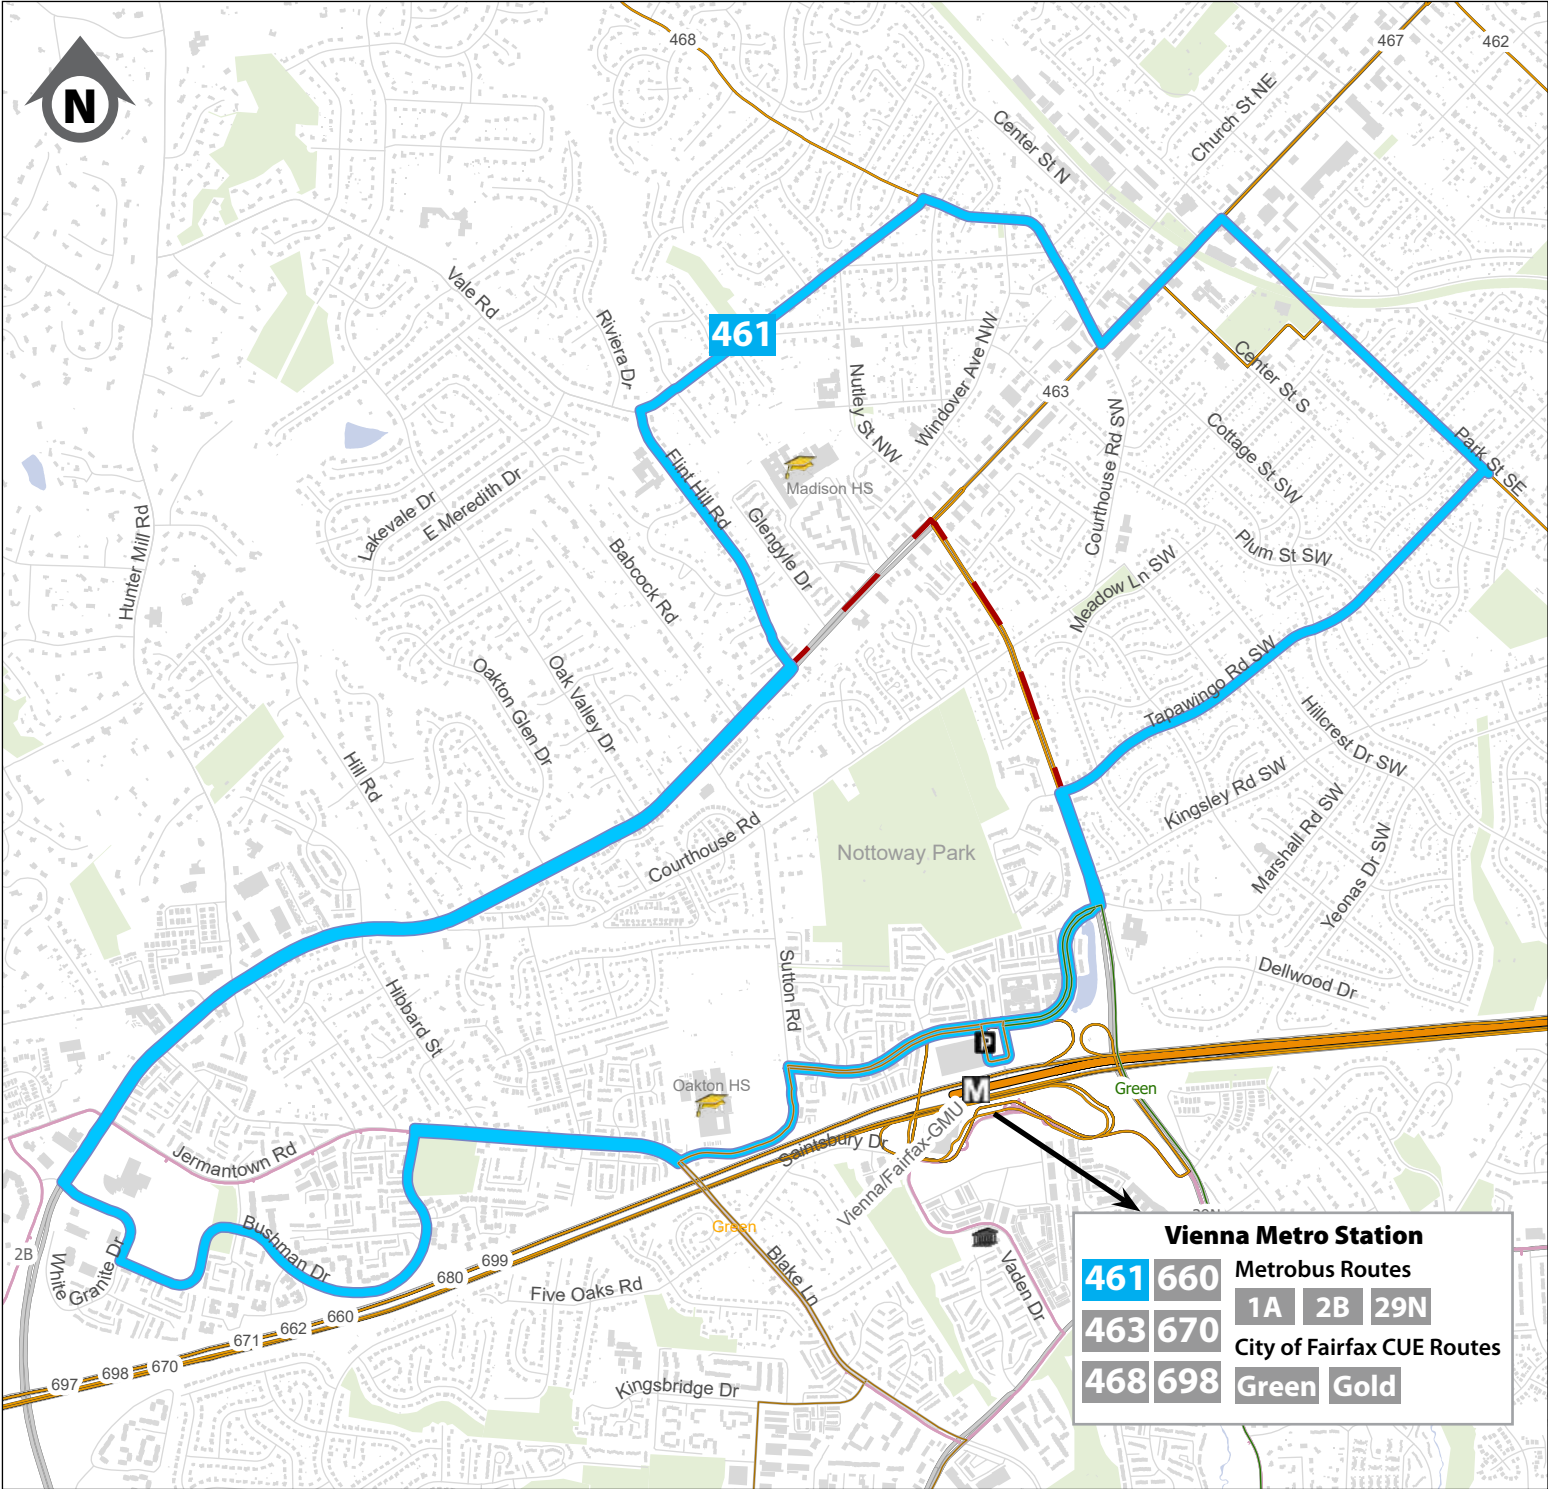 468
467
462
N
Church St NE
Center St N
Vale Rd
Riviera Dr
461
Nutley St NW
Windover Ave NW
463
Center St S
Courthouse Rd SW
Cottage St SW
Park St SE
Flint Hill Rd
Madison HS
Glengyle Dr
Lakevale Dr
E Meredith Dr
Hunter Mill Rd
Babcock Rd
Plum St SW
Meadow Ln SW
Oakton Glen Dr
Oak Valley Dr
Tapawingo Rd SW
Hillcrest Dr SW
Hill Rd
Kingsley Rd SW
Marshall Rd SW
Yeonas Dr SW
Courthouse Rd
Nottoway Park
Sutton Rd
Dellwood Dr
Hibbard St
P
Oakton HS
M
Green
Jermantown Rd
Saintsbury Dr
Vienna/Fairfax-GMU
Green
Blake Ln
Bushman Dr
2B
White
Granite Dr
Five Oaks Rd
Vaden Dr
699
680
660
662
671
670
698
697
Kingsbridge Dr
29N
Vienna Metro Station
461 660
463 670
468 698
Metrobus Routes
1A 2B 29N
City of Fairfax CUE Routes
Green Gold